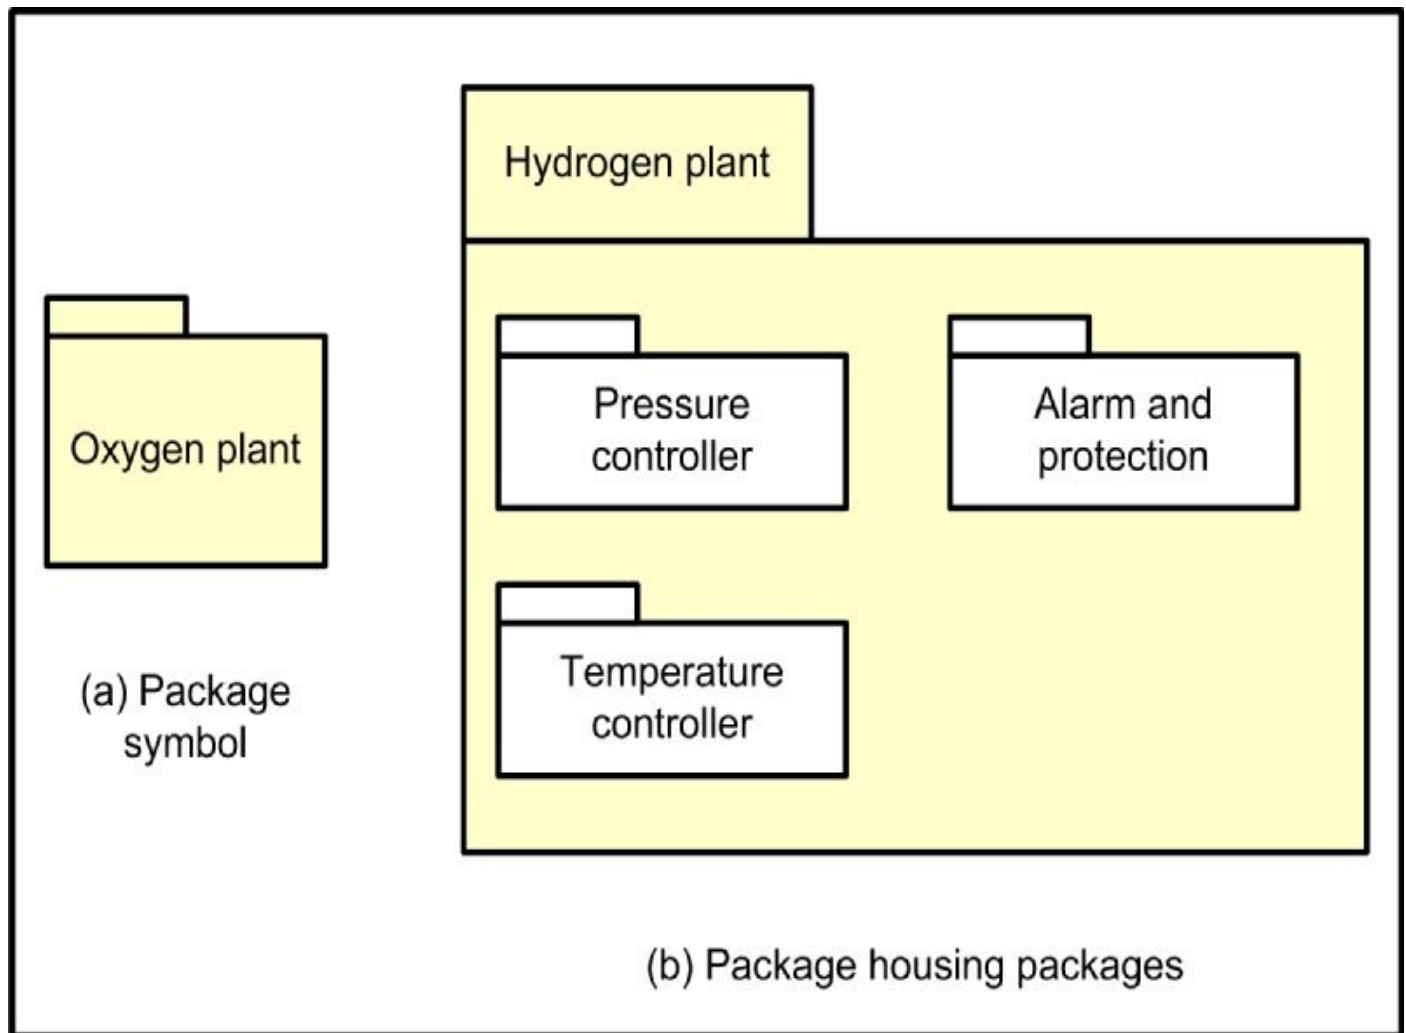 Hydrogen plant
Oxygen plant
Pressure
controller
Alarm and
protection
Temperature
controller
(a) Package
symbol
(b) Package housing packages